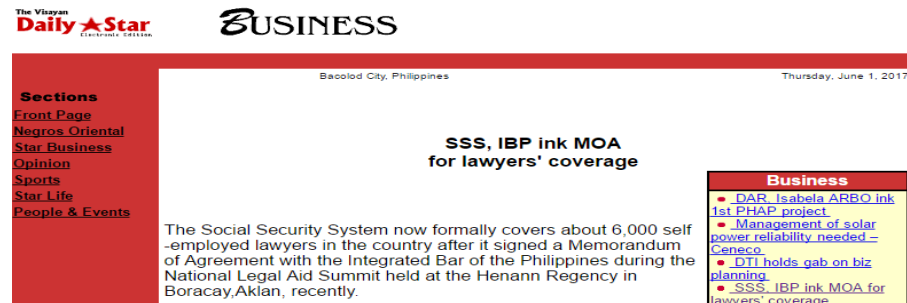 The Visayan
Daily Star
Electronic Edition
BUSINESS
Bacolod City, Philippines
Thursday, June 1, 2017
Sections
Front Page
Negros Oriental
Star Business
Opinion
Sports
Star Life
People & Events
SSS, IBP ink MOA
for lawyers' coverage
The Social Security System now formally covers about 6,000 self
-employed lawyers in the country after it signed a Memorandum
of Agreement with the Integrated Bar of the Philippines during the
National Legal Aid Summit held at the Henann Regency in
Boracay,Aklan, recently.
Business
DAR, Isabela ARBO ink
1st PHAP project
Management of solar
power reliability needed –
Ceneco
DTI holds gab on biz
planning
SSS, IBP ink MOA for
lawyers' coverage